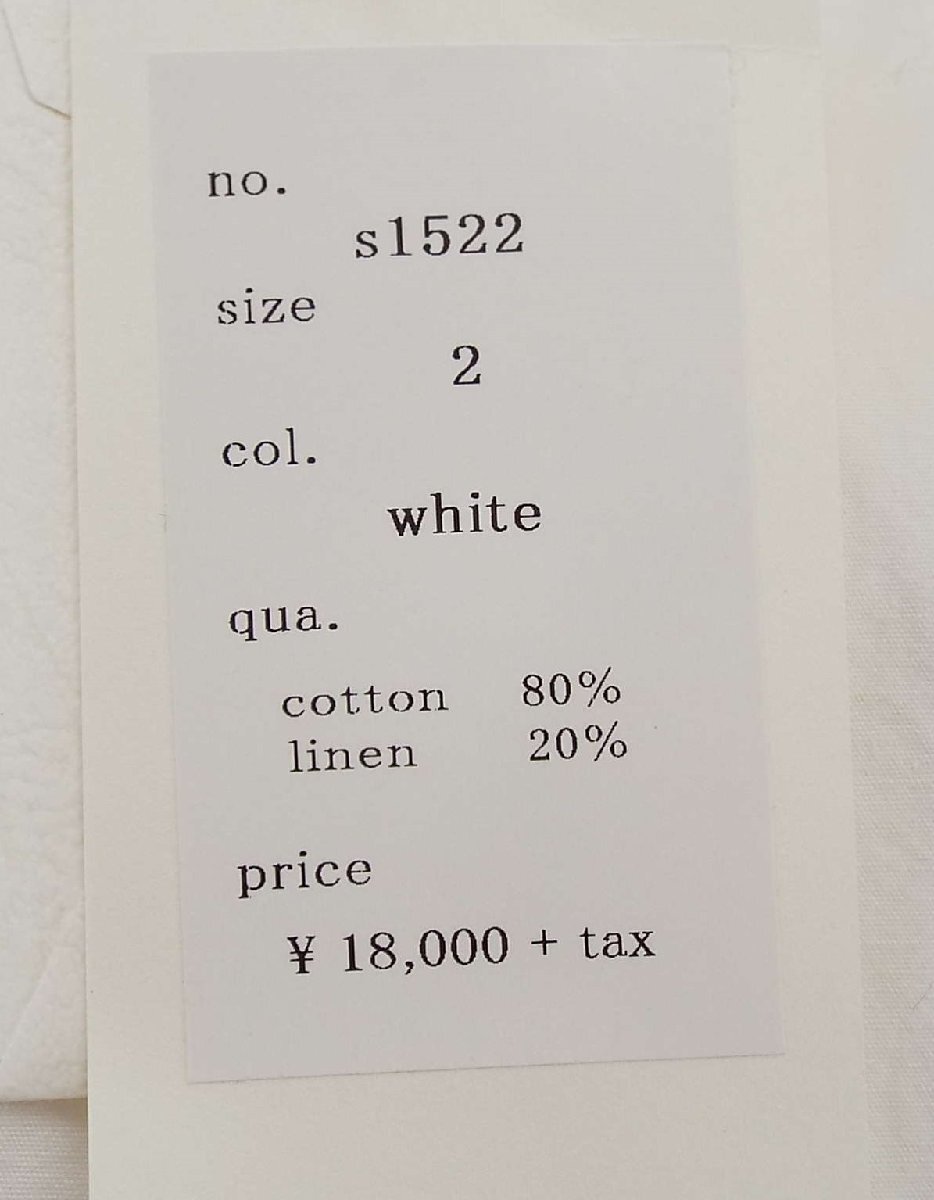 no.
s1522
size
2
col.
white
qua.
cotton 80%
linen 20%
price
¥ 18,000 + tax